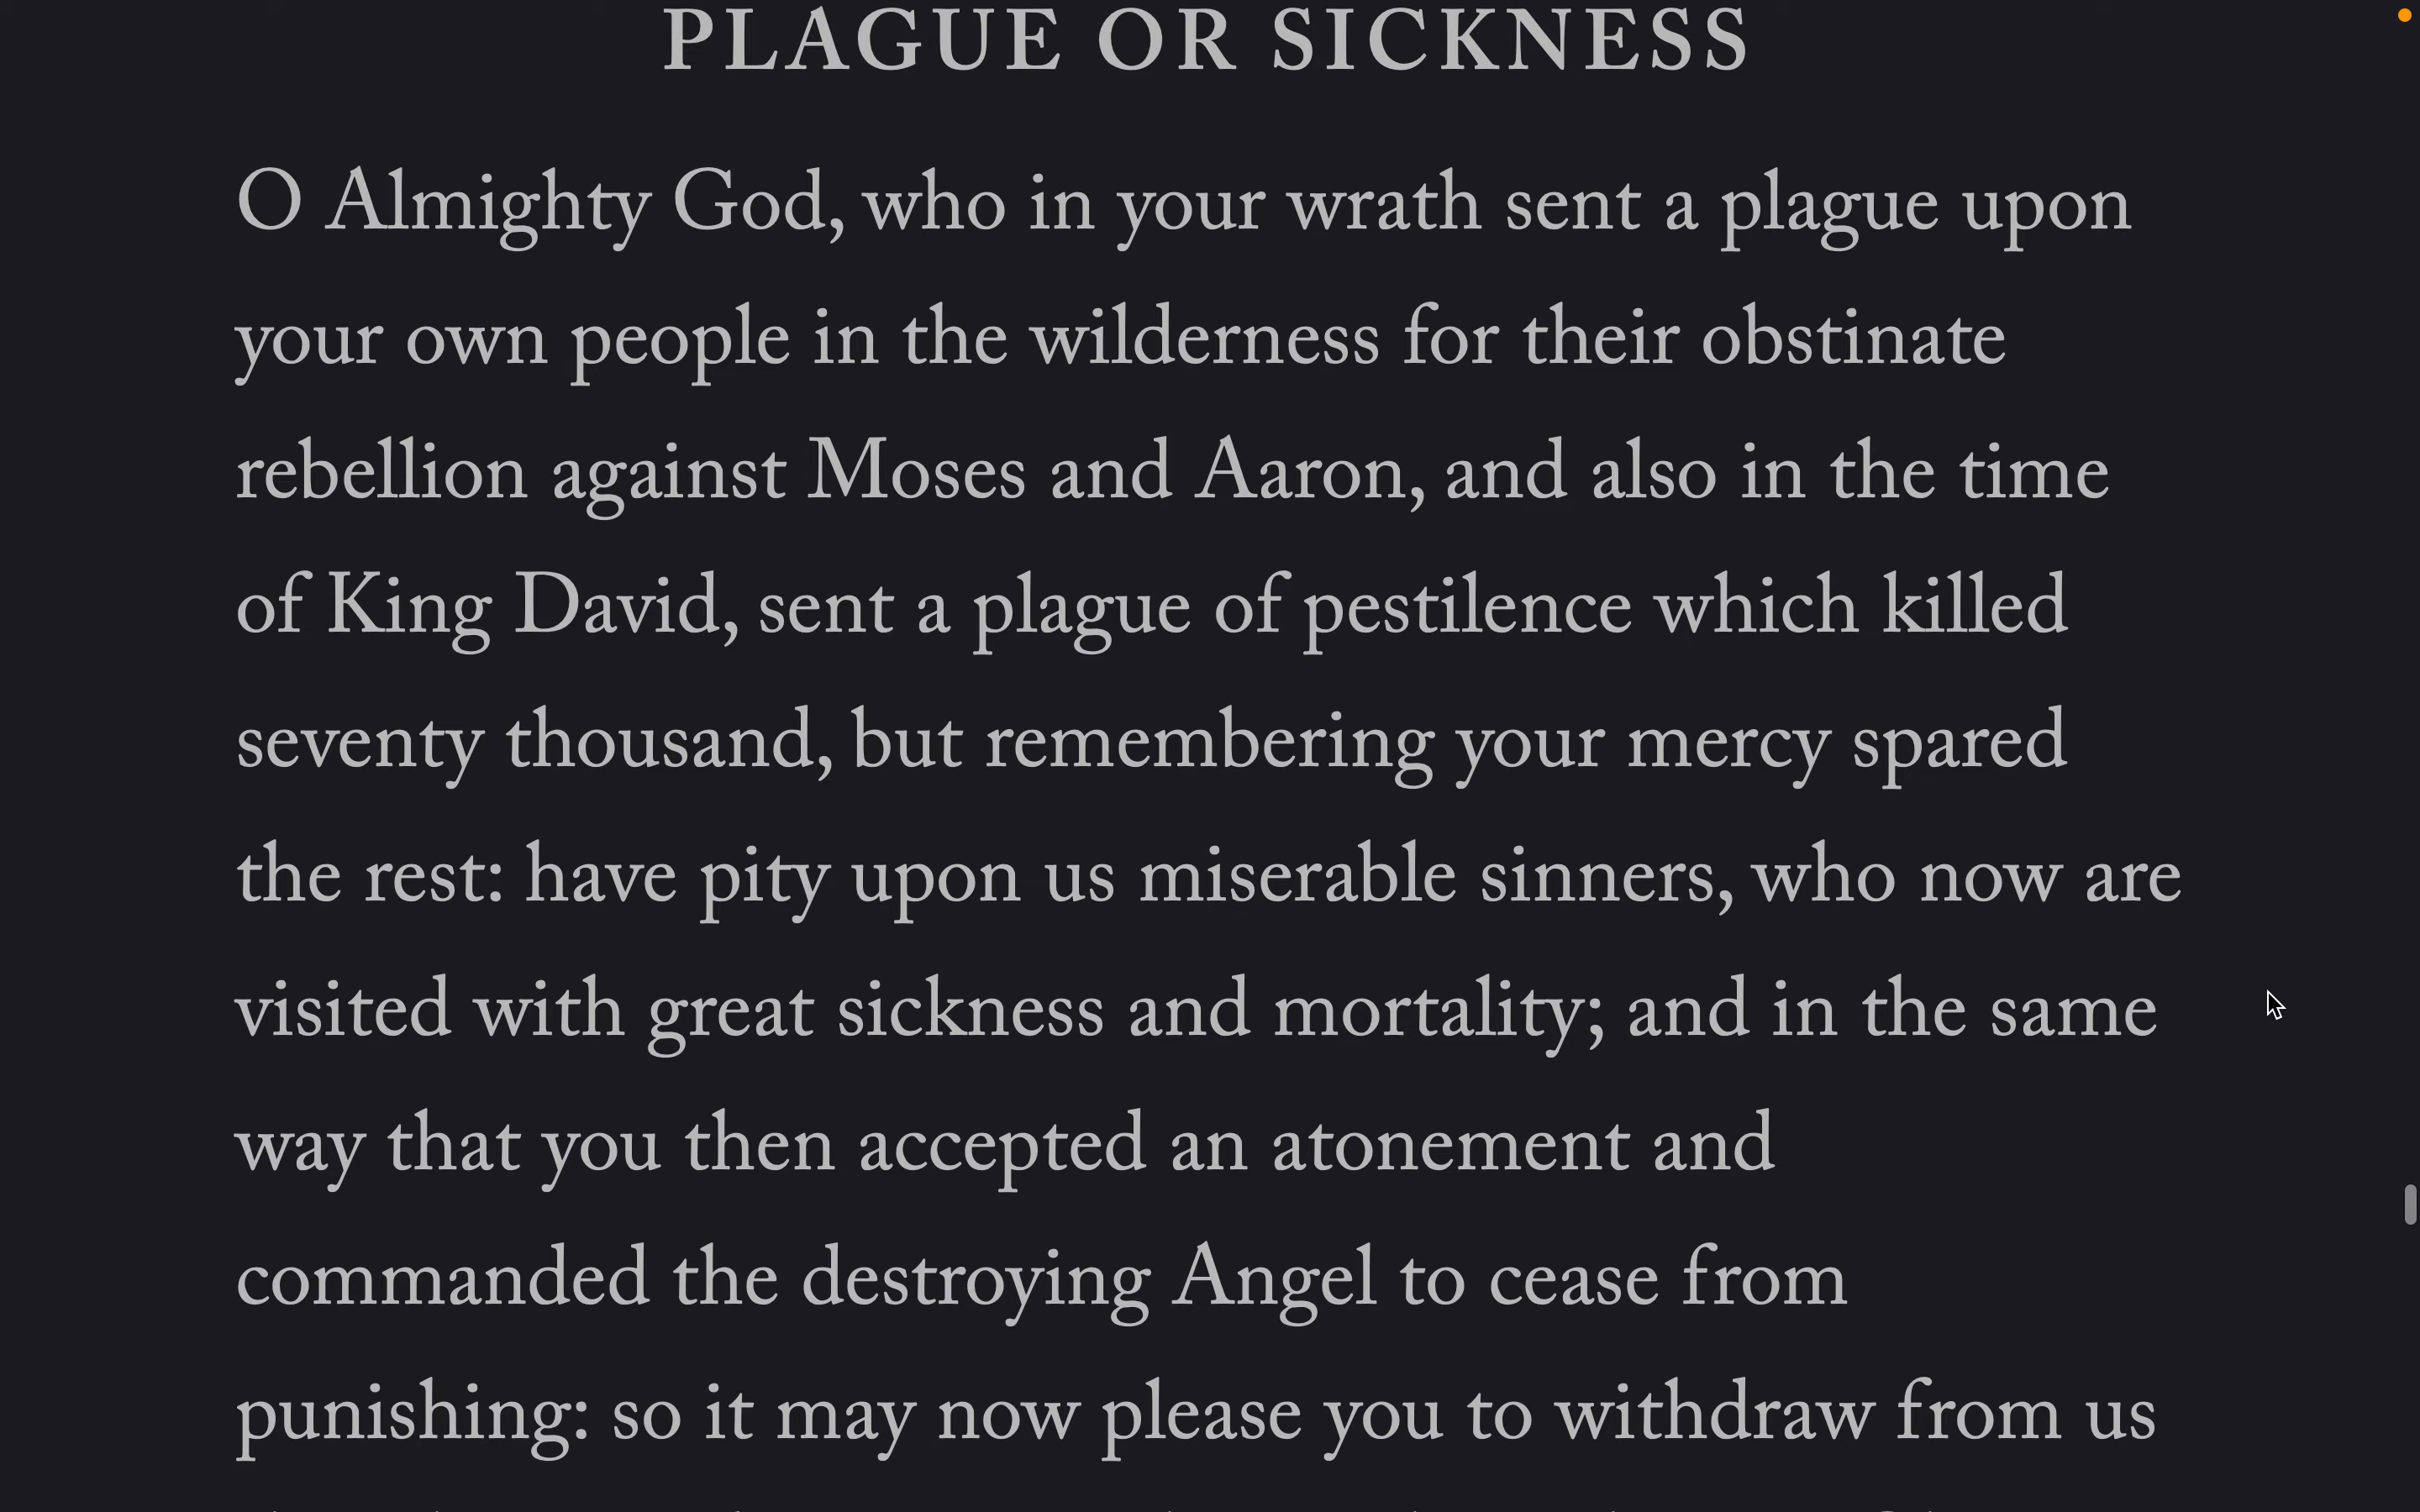 PLAGUE OR SICKNESS
O Almighty God, who in your wrath sent a plague upon
your own people in the wilderness for their obstinate
rebellion against Moses and Aaron, and also in the time
of King David, sent a plague of pestilence which killed
seventy thousand, but remembering your mercy spared
the rest: have pity upon us miserable sinners, who now are
visited with great sickness and mortality; and in the same
way that you then accepted an atonement and
commanded the destroying Angel to cease from
punishing: so it may now please you to withdraw from us